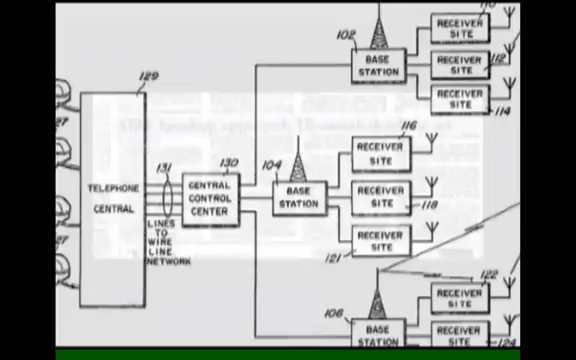 110
RECEIVER
SITE
102
BASE
STATION
RECEIVER
SITE
112
RECEIVER
SITE
114
129
27
TELEPHONE
CENTRAL
27
131
LINES
TO
WIRE
LINE
NETWORK
130
CENTRAL
CONTROL
CENTER
104
BASE
STATION
116
RECEIVER
SITE
RECEIVER
SITE
118
RECEIVER
SITE
121
122
RECEIVER
SITE
106
BASE
STATION
RECEIVER
SITE
124